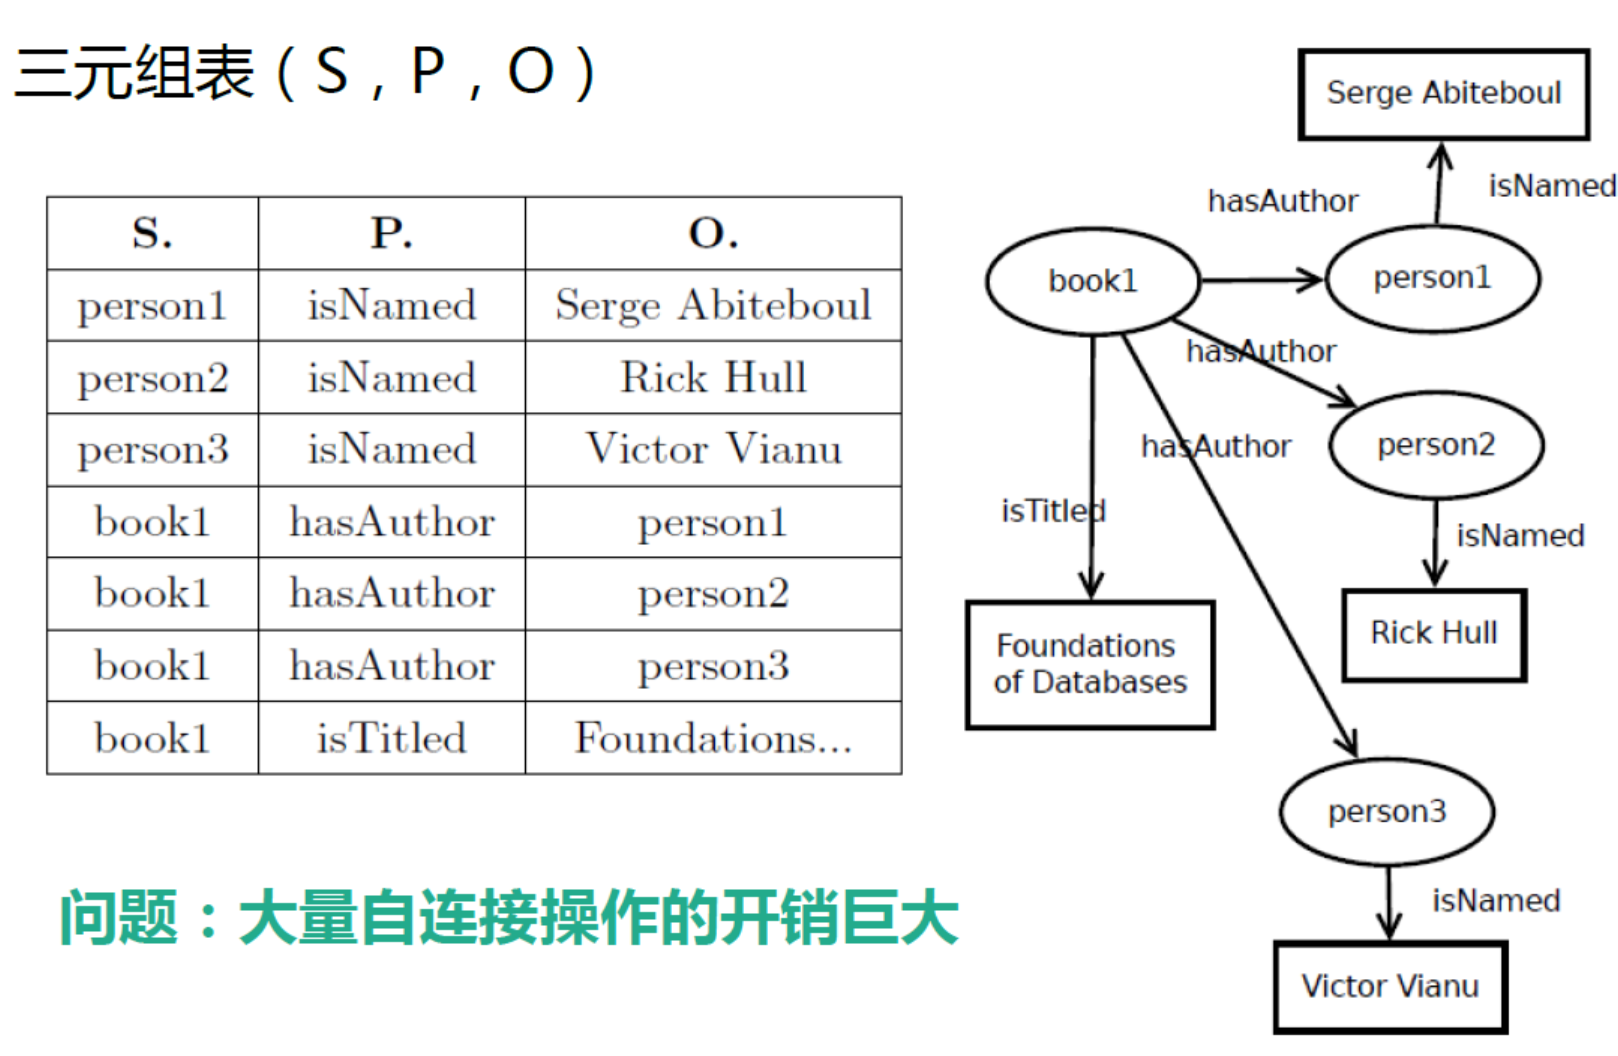 三元组表（S，P，O）
S. P. O.
person1 isNamed Serge Abiteboul
person2 isNamed Rick Hull
person3 isNamed Victor Vianu
book1 hasAuthor person1
book1 hasAuthor person2
book1 hasAuthor person3
book1 isTitled Foundations...
问题：大量自连接操作的开销巨大
Serge Abiteboul
isNamed
hasAuthor
book1
person1
hasAuthor
person2
hasAuthor
isTitled
isNamed
Foundations
of Databases
Rick Hull
person3
isNamed
Victor Vianu